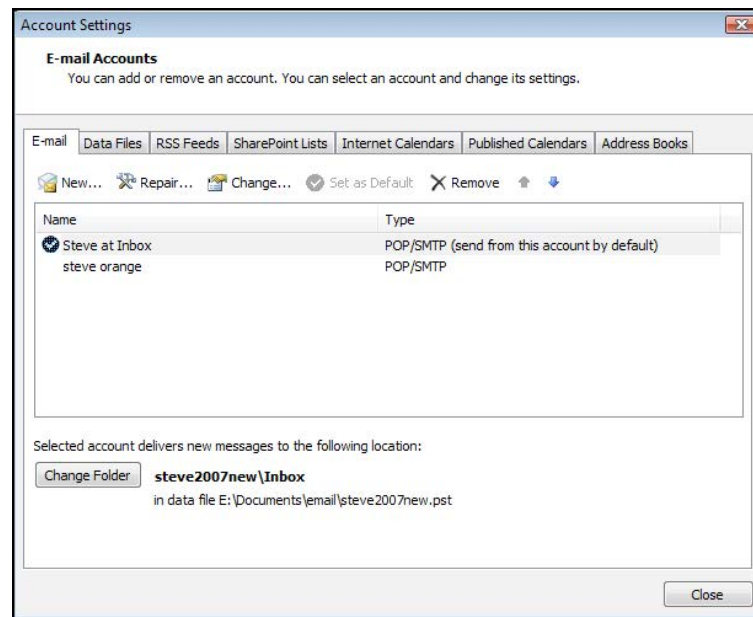 Account Settings
E-mail Accounts
You can add or remove an account. You can select an account and change its settings.
E-mail Data Files RSS Feeds SharePoint Lists Internet Calendars Published Calendars Address Books
New... Repair... Change... Set as Default Remove
Name Type
Steve at Inbox POP/SMTP (send from this account by default)
steve orange POP/SMTP
Selected account delivers new messages to the following location:
Change Folder steve2007new\Inbox
in data file E:\Documents\email\steve2007new.pst
Close